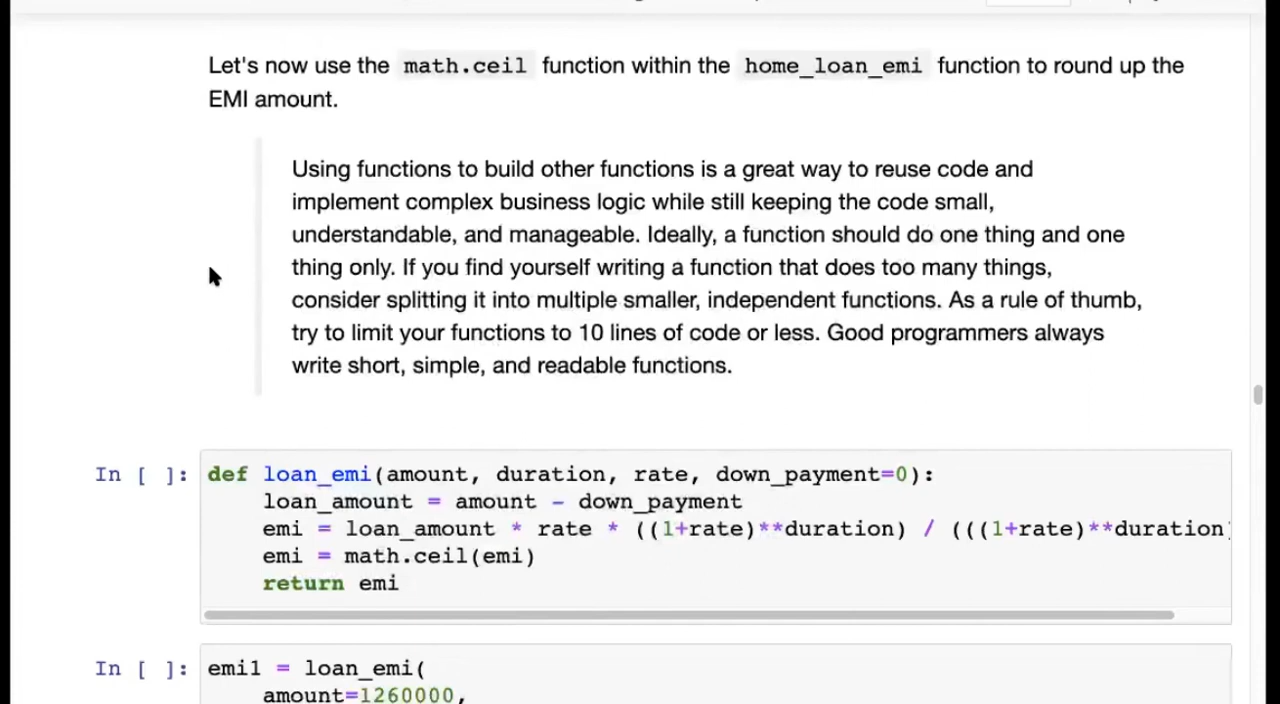 Let's now use the math.ceil function within the home_loan_emi function to round up the
EMI amount.
Using functions to build other functions is a great way to reuse code and
implement complex business logic while still keeping the code small,
understandable, and manageable. Ideally, a function should do one thing and one
thing only. If you find yourself writing a function that does too many things,
consider splitting it into multiple smaller, independent functions. As a rule of thumb,
try to limit your functions to 10 lines of code or less. Good programmers always
write short, simple, and readable functions.
In [ ]: def loan_emi(amount, duration, rate, down_payment=0):
loan_amount = amount - down_payment
emi = loan_amount * rate * ((1+rate)**duration) / (((1+rate)**duration
emi = math.ceil(emi)
return emi
In [ ]: emi1 = loan_emi(
amount=1260000,